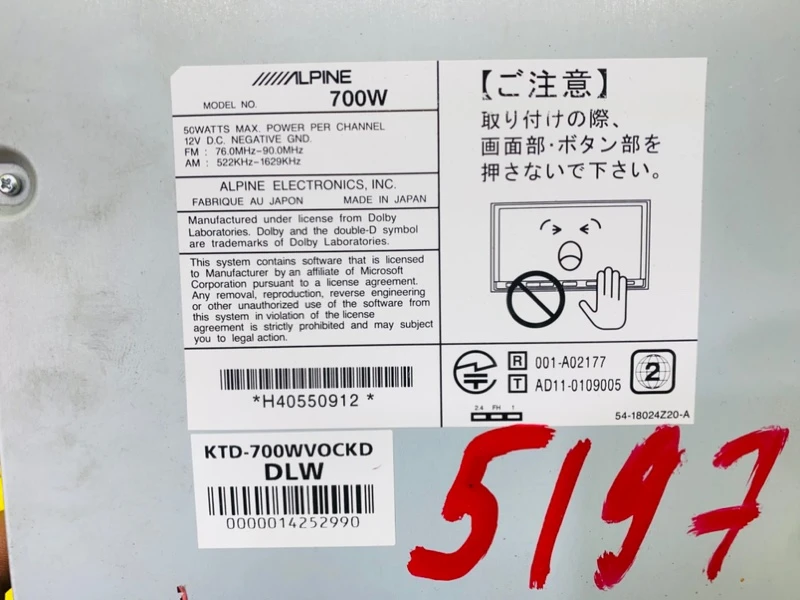 ALPINE
MODEL NO. 700W
50WATTS MAX. POWER PER CHANNEL
12V D.C. NEGATIVE GND.
FM : 76.0MHz-90.0MHz
AM : 522KHz-1629KHz
ALPINE ELECTRONICS, INC.
FABRIQUE AU JAPON MADE IN JAPAN
Manufactured under license from Dolby
Laboratories. Dolby and the double-D symbol
are trademarks of Dolby Laboratories.
This system contains software that is licensed
to Manufacturer by an affiliate of Microsoft
Corporation pursuant to a license agreement.
Any removal, reproduction, reverse engineering
or other unauthorized use of the software from
this system in violation of the license
agreement is strictly prohibited and may subject
you to legal action.
*H40550912*
【ご注意】
取り付けの際、
画面部・ボタン部を
押さないで下さい。
R 001-A02177
T AD11-0109005
2
2.4 FH 1
54-18024Z20-A
KTD-700WVOCKD
DLW
0000014252990
5197